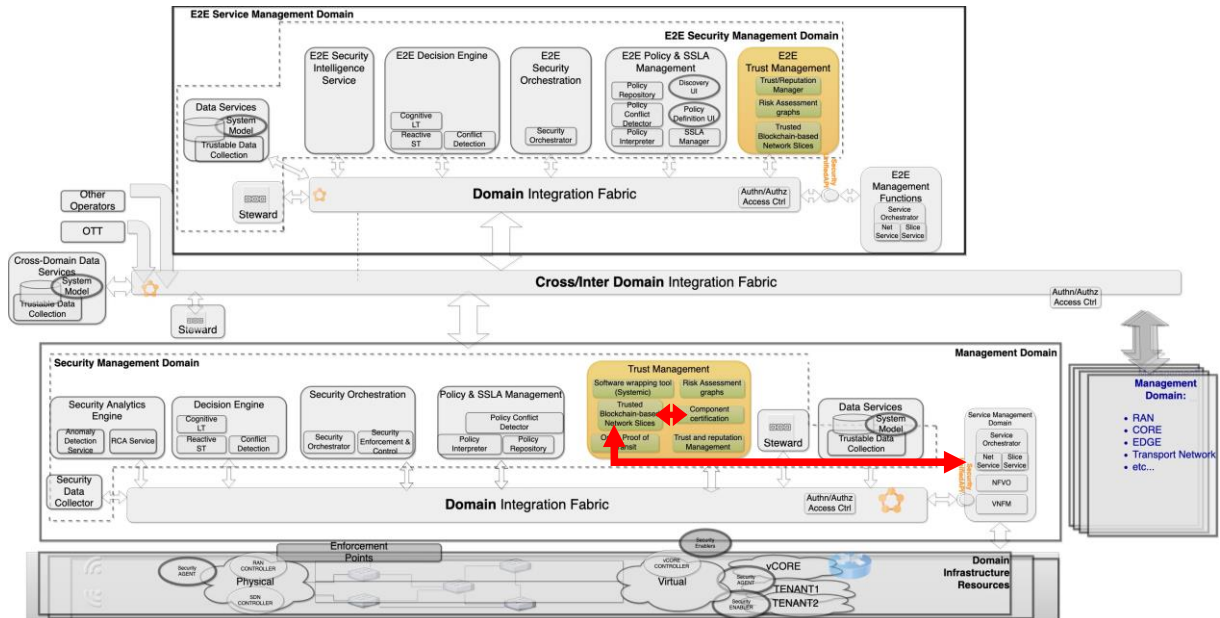 E2E Service Management Domain
E2E Security Management Domain
E2E Security
Intelligence
Service
E2E Decision Engine
Cognitive
LT
Reactive
ST
Conflict
Detection
E2E
Security
Orchestration
Security
Orchestrator
E2E Policy & SSLA
Management
Policy
Repository
Discovery
UI
Policy
Conflict
Detector
Policy
Definition UI
Policy
Interpreter
SSLA
Manager
E2E
Trust Management
Trust/Reputation
Manager
Risk Assessment
graphs
Trusted
Blockchain-based
Network Slices
Data Services
System
Model
Trustable Data
Collection
Steward
Domain Integration Fabric
Authn/Authz
Access Ctrl
Security
E2E
Management
Functions
Service
Orchestrator
Net
Service
Slice
Service
Other
Operators
OTT
Cross-Domain Data
Services
System
Model
Trustable Data
Collection
Steward
Cross/Inter Domain Integration Fabric
Authn/Authz
Access Ctrl
Security Management Domain
Management
Domain
Security Analytics
Engine
Anomaly
Detection
Service
RCA Service
Decision Engine
Cognitive
LT
Reactive
ST
Conflict
Detection
Security Orchestration
Security
Orchestrator
Security
Enforcement &
Control
Policy & SSLA Management
Policy Conflict
Detector
Policy
Interpreter
Policy
Repository
Trust Management
Software wrapping tool
(Systemic)
Risk Assessment
graphs
Trusted
Blockchain-based
Network Slices
Component
certification
Proof of
Trust and reputation
Management
Steward
Data Services
System
Model
Trustable Data
Collection
Service Management
Domain
Service
Orchestrator
Net
Service
Slice
Service
NFVO
VNFM
Security
Security
Data
Collector
Domain Integration Fabric
Authn/Authz
Access Ctrl
Management
Domain:
• RAN
• CORE
• EDGE
• Transport Network
• etc...
Enforcement
Points
Security
AGENT
RAN
CONTROLLER
Physical
SDN
CONTROLLER
Security
Enablers
vCORE
CONTROLLER
Virtual
vCORE
Security
AGENT
TENANT1
Security
ENABLER
TENANT2
Domain
Infrastructure
Resources